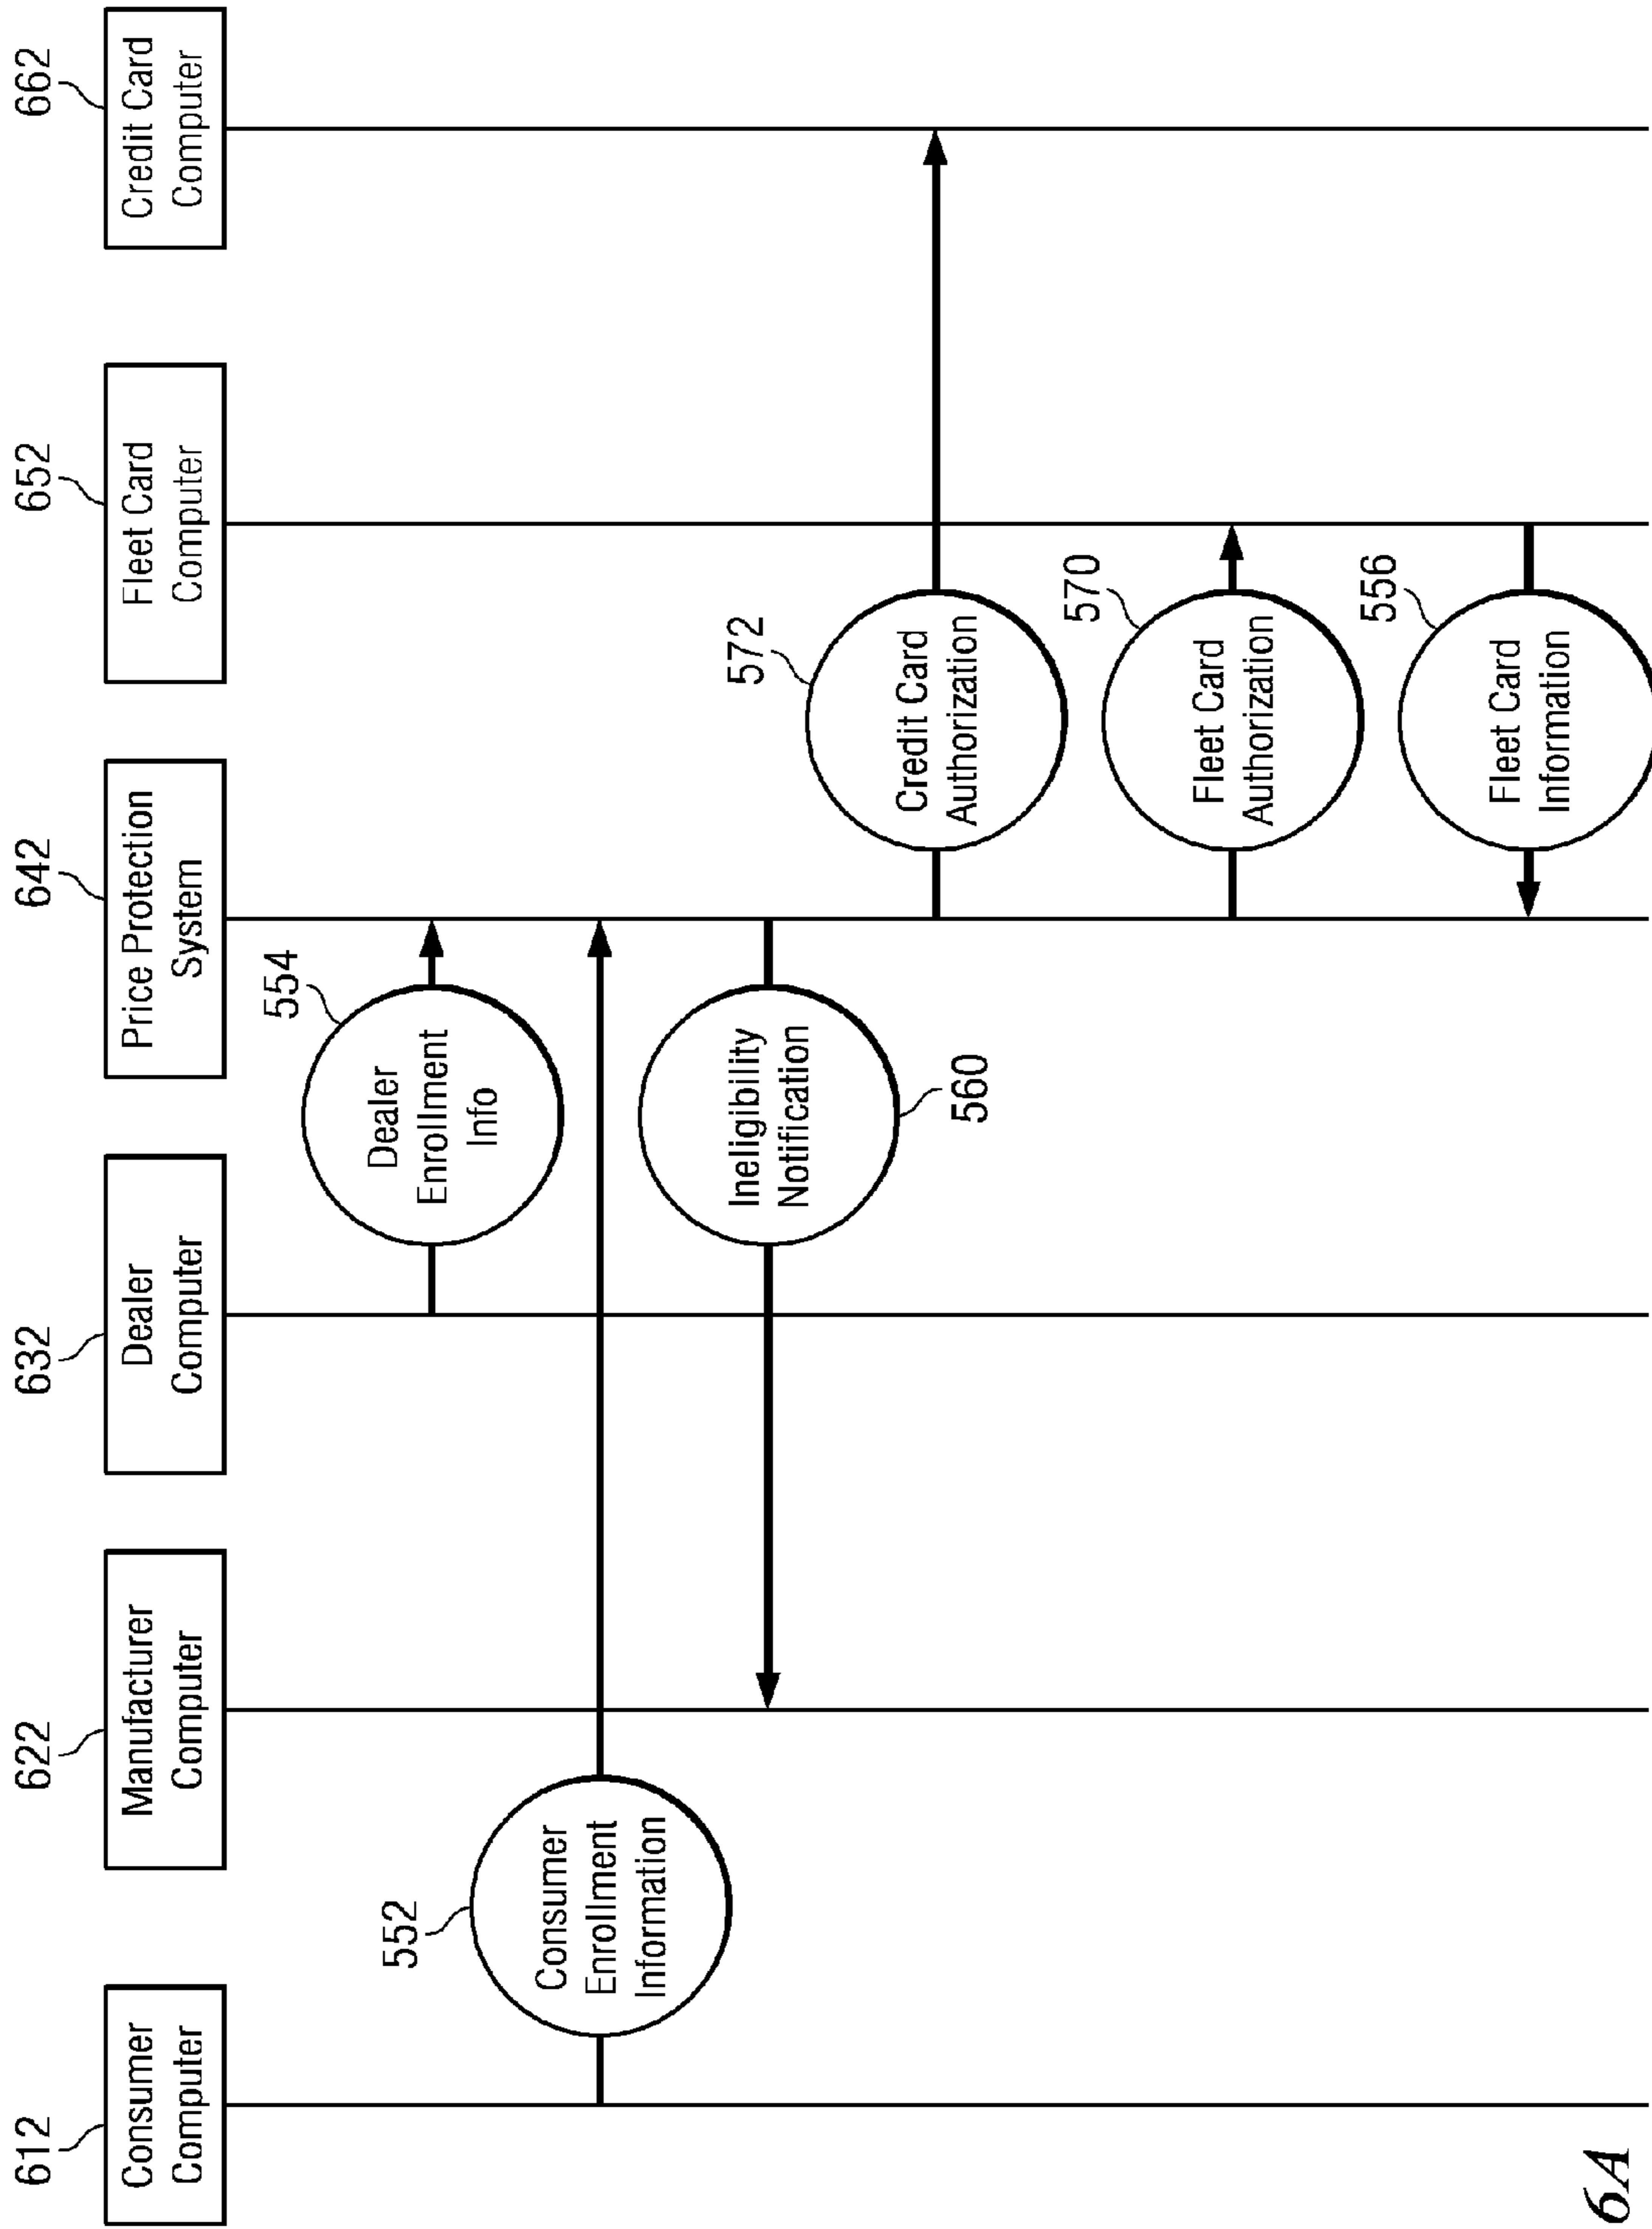 612
622
632
642
652
662
Consumer
Computer
Manufacturer
Computer
Dealer
Computer
Price Protection
System
Fleet Card
Computer
Credit Card
Computer
554
Dealer
Enrollment
Info
552
Consumer
Enrollment
Information
Ineligibility
Notification
560
572
Credit Card
Authorization
570
Fleet Card
Authorization
556
Fleet Card
Information
6A